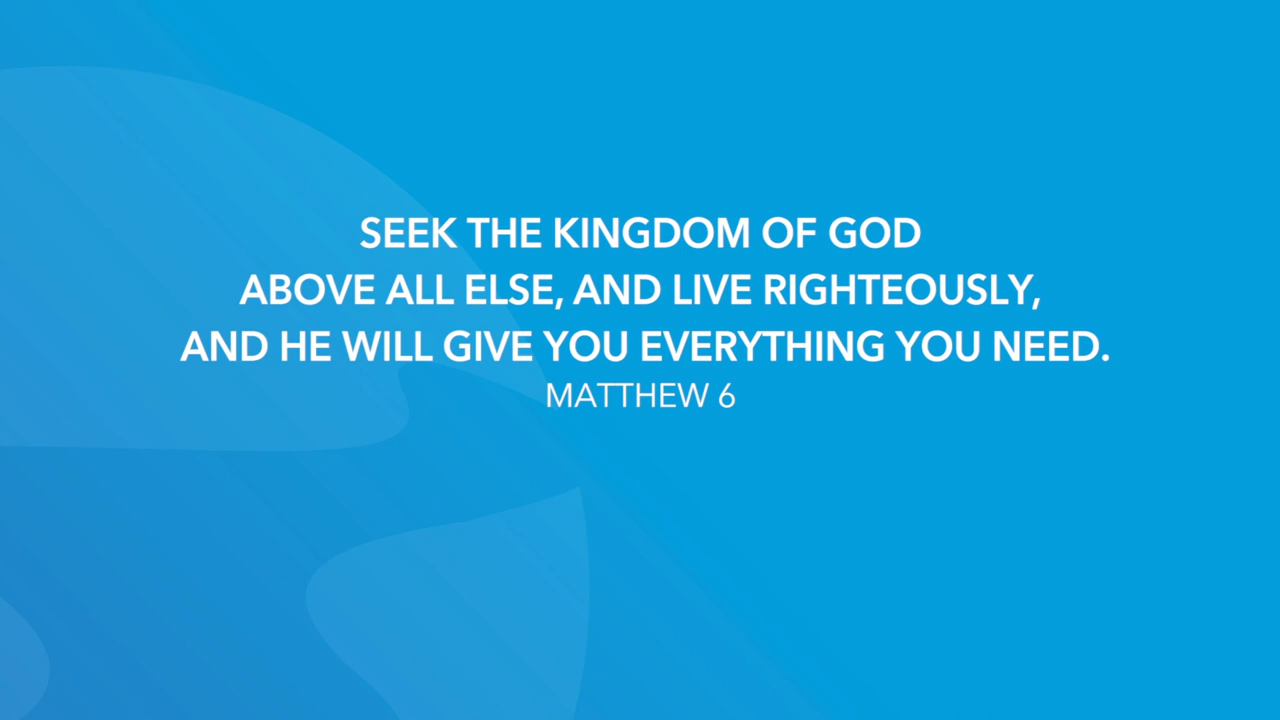 SEEK THE KINGDOM OF GOD
ABOVE ALL ELSE, AND LIVE RIGHTEOUSLY,
AND HE WILL GIVE YOU EVERYTHING YOU NEED.
MATTHEW 6